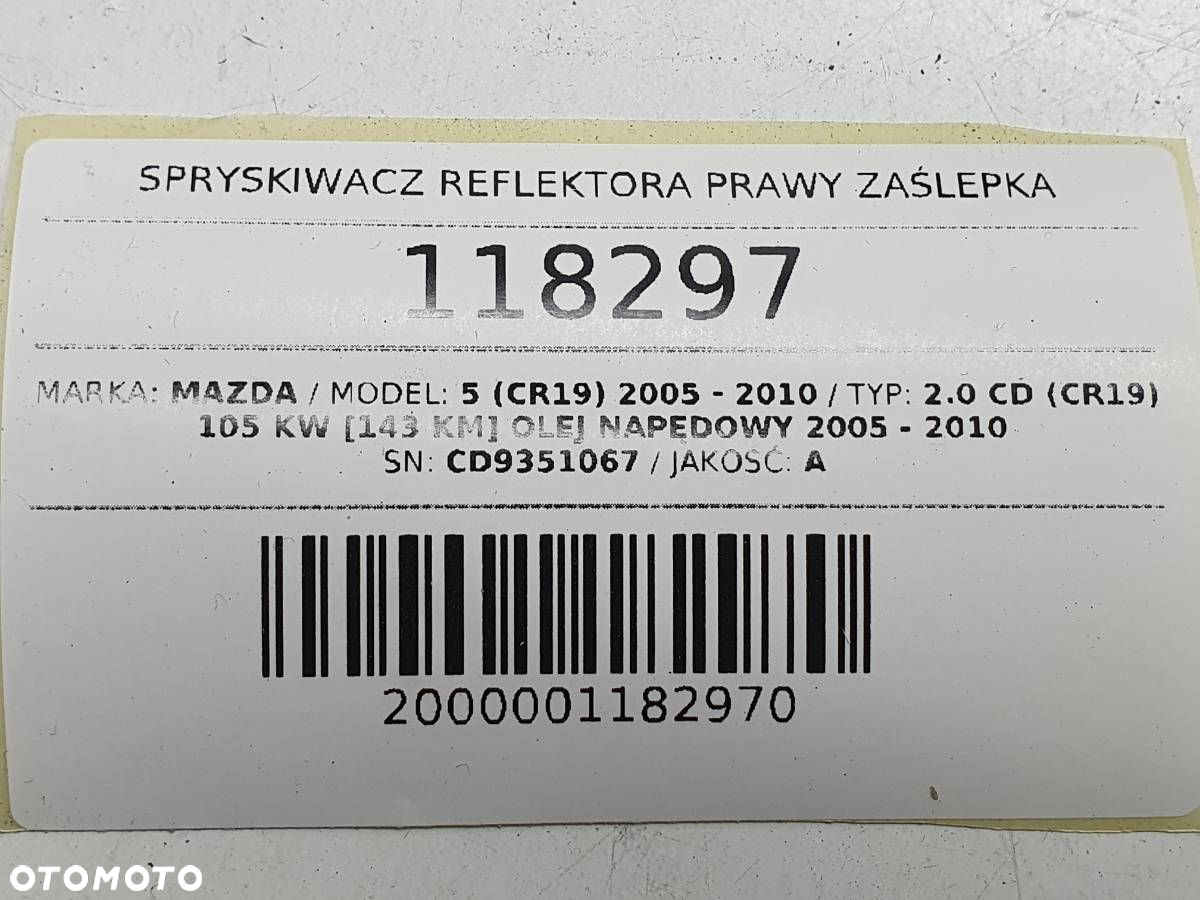 SPRYSKIWACZ REFLEKTORA PRAWY ZAŚLEPKA
118297
MARKA: MAZDA / MODEL: 5 (CR19) 2005 - 2010 / TYP: 2.0 CD (CR19)
105 KW [143 KM] OLEJ NAPĘDOWY 2005 - 2010
SN: CD9351067 / JAKOŚĆ: A
2000001182970
OTOMOTO